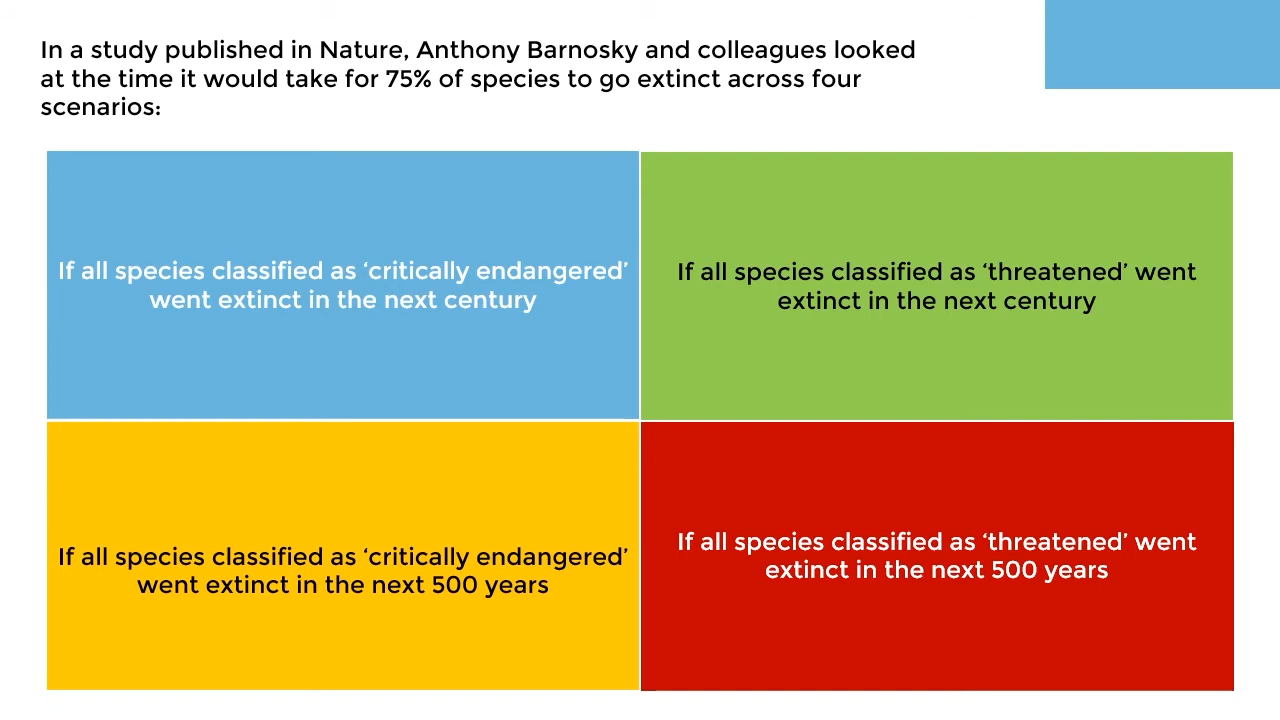 In a study published in Nature, Anthony Barnosky and colleagues looked
at the time it would take for 75% of species to go extinct across four
scenarios:
If all species classified as ‘critically endangered’
went extinct in the next century
If all species classified as ‘threatened’ went
extinct in the next century
If all species classified as ‘critically endangered’
went extinct in the next 500 years
If all species classified as ‘threatened’ went
extinct in the next 500 years